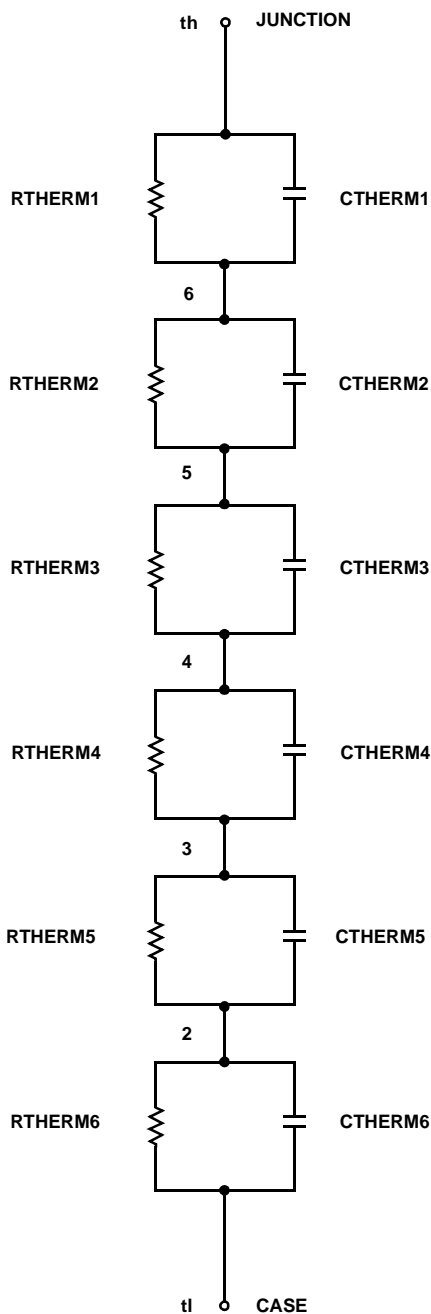 th JUNCTION
RTHERM1 CTHERM1
6
RTHERM2 CTHERM2
5
RTHERM3 CTHERM3
4
RTHERM4 CTHERM4
3
RTHERM5 CTHERM5
2
RTHERM6 CTHERM6
tl CASE